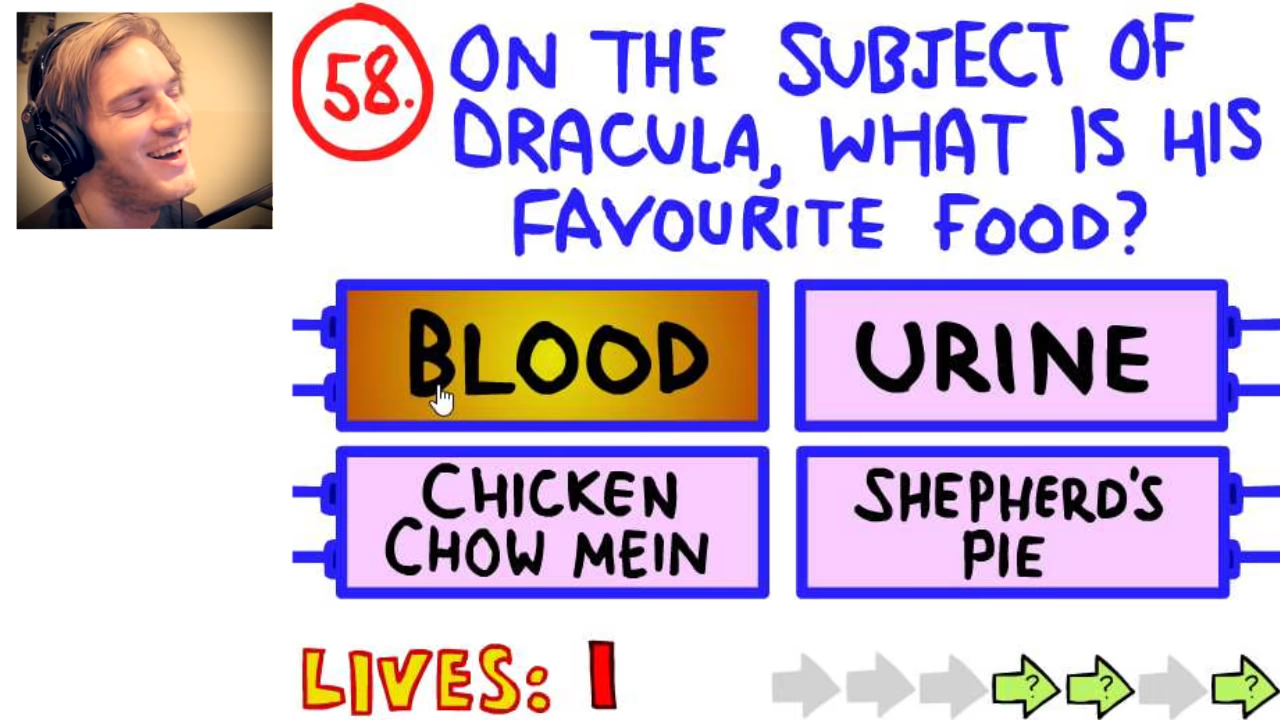 58. ON THE SUBJECT OF
DRACULA, WHAT IS HIS
FAVOURITE FOOD?
BLOOD
URINE
CHICKEN
CHOW MEIN
SHEPHERD'S
PIE
LIVES: 1
? ? ?